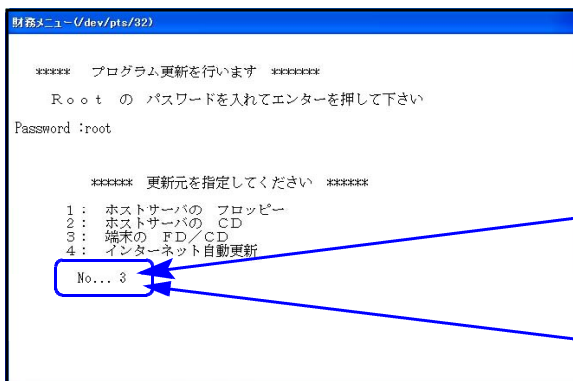 財務メニュー(/dev/pts/32)
***** プログラム更新を行います *******
Ｒｏｏｔ の パスワードを入れてエンターを押して下さい
Password :root
****** 更新元を指定してください ******
1: ホストサーバの フロッピー
2: ホストサーバの CD
3: 端末の FD／CD
4: インターネット自動更新
No... 3